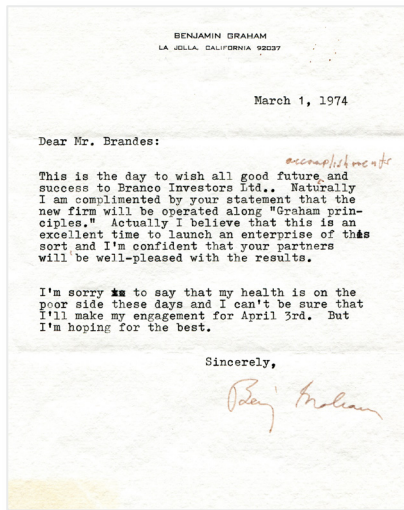 BENJAMIN GRAHAM
LA JOLLA, CALIFORNIA 92037
March 1, 1974
Dear Mr. Brandes:
accomplishments
This is the day to wish all good future and
success to Branco Investors Ltd.. Naturally
I am complimented by your statement that the
new firm will be operated along "Graham prin-
ciples." Actually I believe that this is an
excellent time to launch an enterprise of this
sort and I'm confident that your partners
will be well-pleased with the results.
I'm sorry to say that my health is on the
poor side these days and I can't be sure that
I'll make my engagement for April 3rd. But
I'm hoping for the best.
Sincerely,
Benj Graham